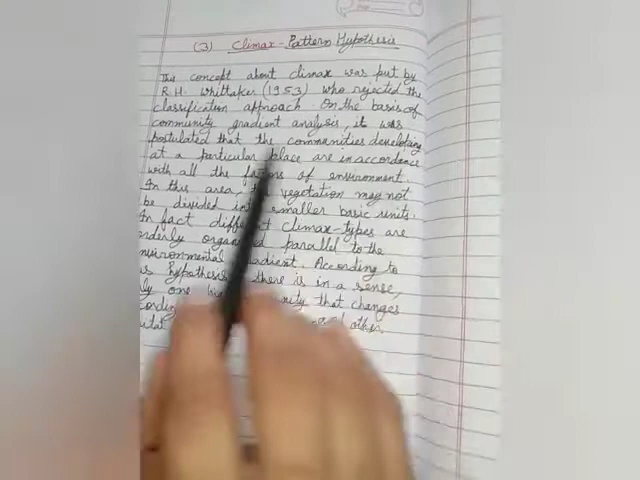 (3) Climax - Pattern Hypothesis
The concept about climax was put by
R.H. Whittaker (1953) who rejected the
classification approach. On the basis of
community gradient analysis, it was
postulated that the communities developing
at a particular place are in accordance
with all the factors of environment.
In this area, vegetation may not
be divided into smaller basic units.
In fact different climax-types are
orderly parallel to the
environmental gradient. According to
hypothesis there is in a sense,
one that changes
other